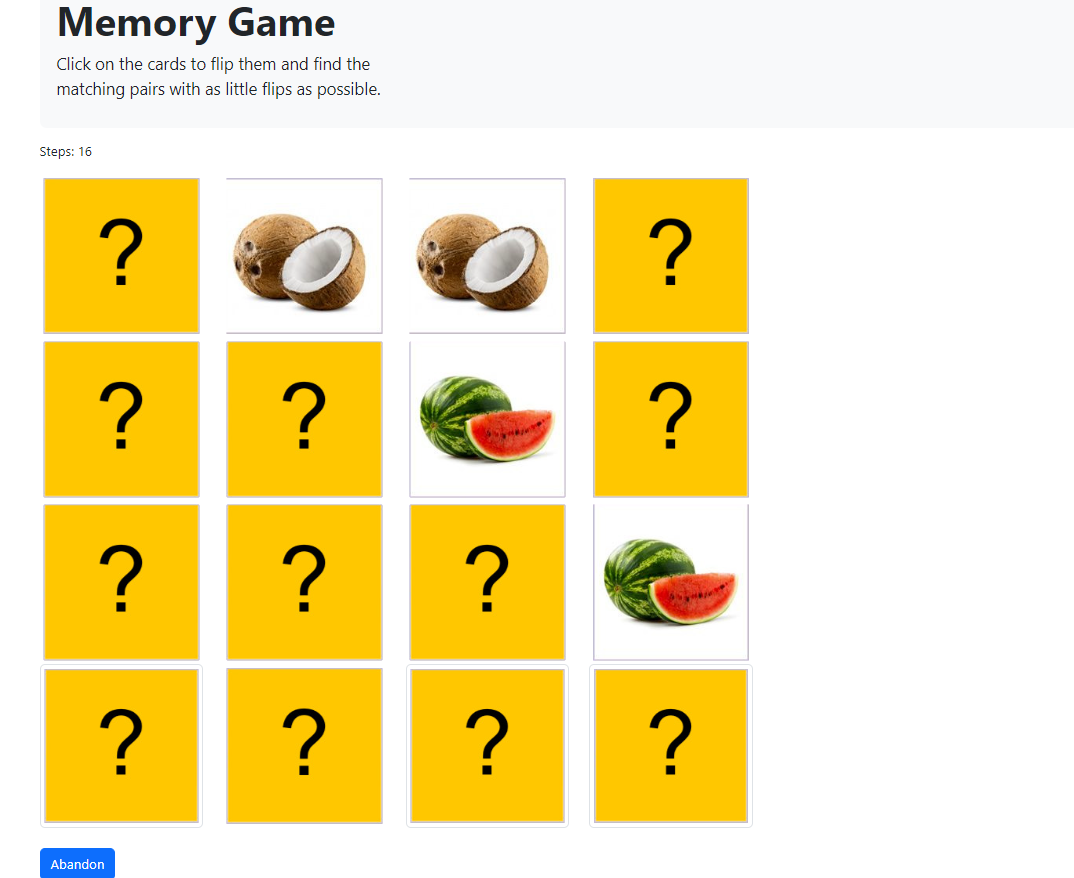 Memory Game
Click on the cards to flip them and find the
matching pairs with as little flips as possible.
Steps: 16
? ?
? ? ?
? ? ?
? ? ? ?
Abandon